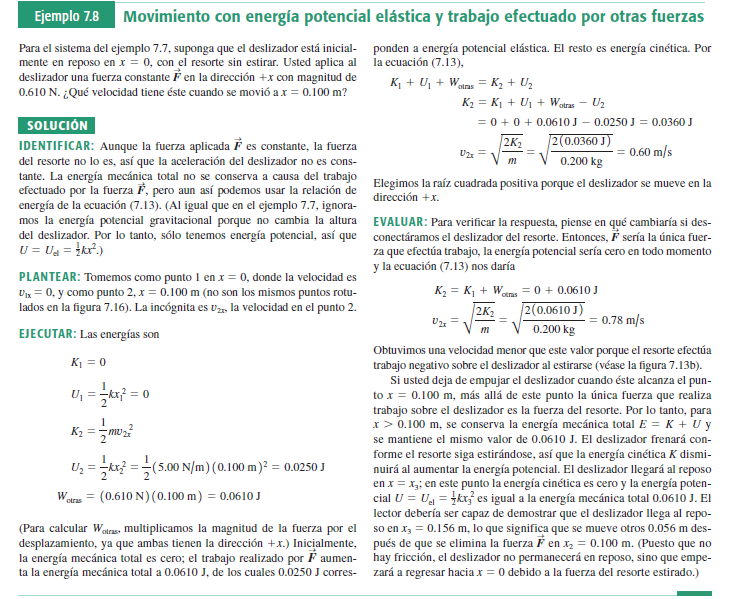 Ejemplo 7.8 Movimiento con energía potencial elástica y trabajo efectuado por otras fuerzas
Para el sistema del ejemplo 7.7, suponga que el deslizador está inicial-
mente en reposo en x = 0, con el resorte sin estirar. Usted aplica al
deslizador una fuerza constante F⃗ en la dirección +x con magnitud de
0.610 N. ¿Qué velocidad tiene éste cuando se movió a x = 0.100 m?
SOLUCIÓN
IDENTIFICAR: Aunque la fuerza aplicada F⃗ es constante, la fuerza
del resorte no lo es, así que la aceleración del deslizador no es cons-
tante. La energía mecánica total no se conserva a causa del trabajo
efectuado por la fuerza F⃗, pero aun así podemos usar la relación de
energía de la ecuación (7.13). (Al igual que en el ejemplo 7.7, ignora-
mos la energía potencial gravitacional porque no cambia la altura
del deslizador. Por lo tanto, sólo tenemos energía potencial, así que
U = Uel = ½kx².)
PLANTEAR: Tomemos como punto 1 en x = 0, donde la velocidad es
v1x = 0, y como punto 2, x = 0.100 m (no son los mismos puntos rotu-
lados en la figura 7.16). La incógnita es v2x, la velocidad en el punto 2.
EJECUTAR: Las energías son
K₁ = 0
U₁ = 1/2 kx₁² = 0
K₂ = 1/2 mv2x²
U₂ = 1/2 kx₂² = 1/2 (5.00 N/m)(0.100 m)² = 0.0250 J
Wotras = (0.610 N)(0.100 m) = 0.0610 J
(Para calcular Wotras, multiplicamos la magnitud de la fuerza por el
desplazamiento, ya que ambas tienen la dirección +x.) Inicialmente,
la energía mecánica total es cero; el trabajo realizado por F⃗ aumen-
ta la energía mecánica total a 0.0610 J, de los cuales 0.0250 J corres-
ponden a energía potencial elástica. El resto es energía cinética. Por
la ecuación (7.13),
K₁ + U₁ + Wotras = K₂ + U₂
K₂ = K₁ + U₁ + Wotras − U₂
= 0 + 0 + 0.0610 J − 0.0250 J = 0.0360 J
v2x = √(2K₂/m) = √(2(0.0360 J)/0.200 kg) = 0.60 m/s
Elegimos la raíz cuadrada positiva porque el deslizador se mueve en la
dirección +x.
EVALUAR: Para verificar la respuesta, piense en qué cambiaría si des-
conectáramos el deslizador del resorte. Entonces, F⃗ sería la única fuer-
za que efectúa trabajo, la energía potencial sería cero en todo momento
y la ecuación (7.13) nos daría
K₂ = K₁ + Wotras = 0 + 0.0610 J
v2x = √(2K₂/m) = √(2(0.0610 J)/0.200 kg) = 0.78 m/s
Obtuvimos una velocidad menor que este valor porque el resorte efectúa
trabajo negativo sobre el deslizador al estirarse (véase la figura 7.13b).
Si usted deja de empujar el deslizador cuando éste alcanza el pun-
to x = 0.100 m, más allá de este punto la única fuerza que realiza
trabajo sobre el deslizador es la fuerza del resorte. Por lo tanto, para
x > 0.100 m, se conserva la energía mecánica total E = K + U y
se mantiene el mismo valor de 0.0610 J. El deslizador frenará con-
forme el resorte siga estirándose, así que la energía cinética K dismi-
nuirá al aumentar la energía potencial. El deslizador llegará al reposo
en x = x₃; en este punto la energía cinética es cero y la energía poten-
cial U = Uel = ½kx₃² es igual a la energía mecánica total 0.0610 J. El
lector debería ser capaz de demostrar que el deslizador llega al repo-
so en x₃ = 0.156 m, lo que significa que se mueve otros 0.056 m des-
pués de que se elimina la fuerza F⃗ en x₂ = 0.100 m. (Puesto que no
hay fricción, el deslizador no permanecerá en reposo, sino que empe-
zará a regresar hacia x = 0 debido a la fuerza del resorte estirado.)